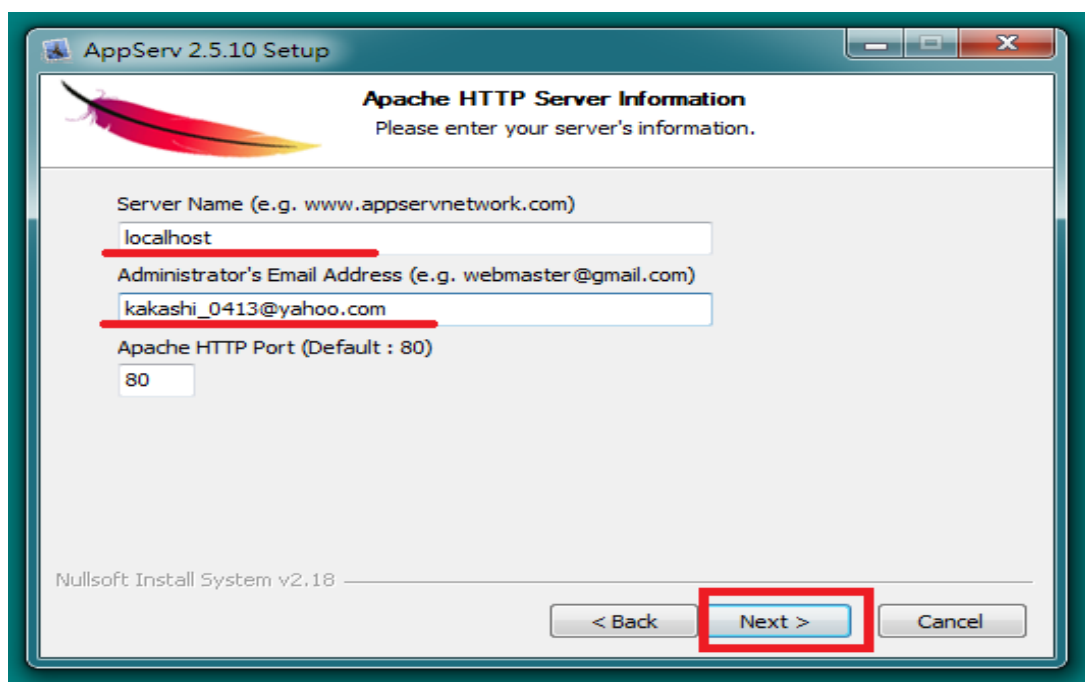 AppServ 2.5.10 Setup
Apache HTTP Server Information
Please enter your server's information.
Server Name (e.g. www.appservnetwork.com)
localhost
Administrator's Email Address (e.g. webmaster@gmail.com)
kakashi_0413@yahoo.com
Apache HTTP Port (Default : 80)
80
Nullsoft Install System v2.18
< Back Next > Cancel